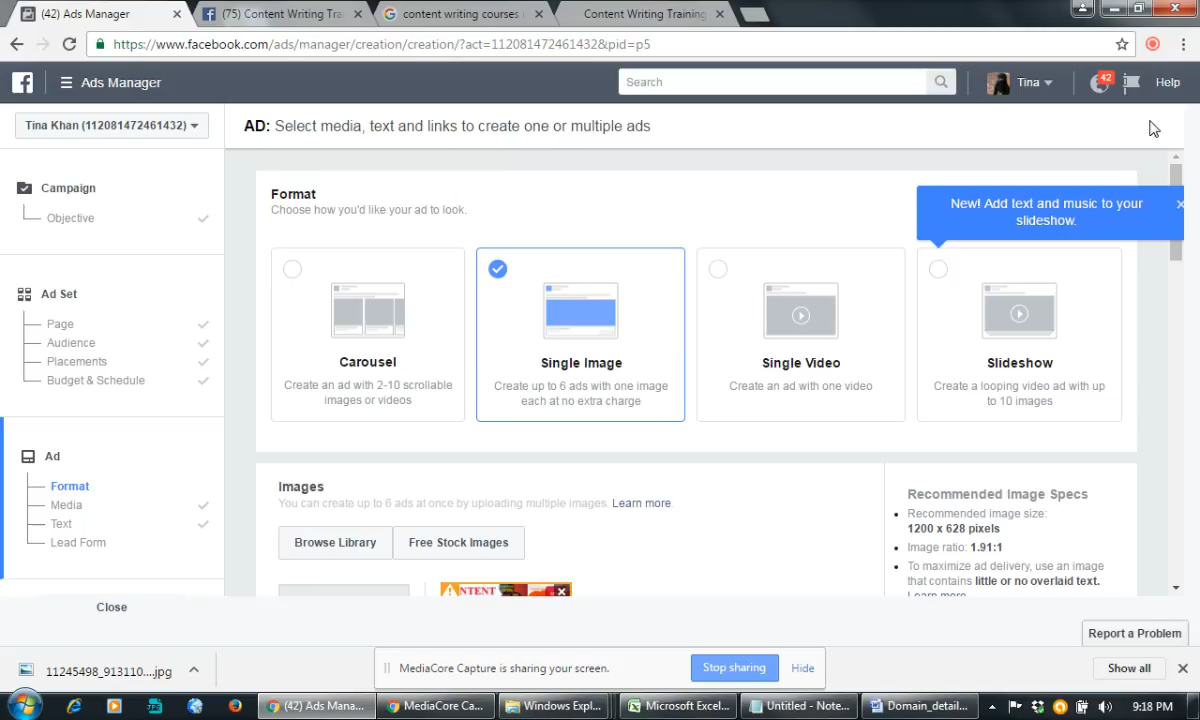 (42) Ads Manager
(75) Content Writing Tra
content writing courses
Content Writing Training
https://www.facebook.com/ads/manager/creation/creation/?act=112081472461432&pid=p5
Ads Manager
Search
Tina
42
Help
Tina Khan (112081472461432)
AD: Select media, text and links to create one or multiple ads
Campaign
Objective
Ad Set
Page
Audience
Placements
Budget & Schedule
Ad
Format
Media
Text
Lead Form
Close
Format
Choose how you'd like your ad to look.
New! Add text and music to your
slideshow.
Carousel
Create an ad with 2-10 scrollable
images or videos
Single Image
Create up to 6 ads with one image
each at no extra charge
Single Video
Create an ad with one video
Slideshow
Create a looping video ad with up
to 10 images
Images
You can create up to 6 ads at once by uploading multiple images. Learn more.
Browse Library
Free Stock Images
NTENT
Recommended Image Specs
Recommended image size:
1200 x 628 pixels
Image ratio: 1.91:1
To maximize ad delivery, use an image
that contains little or no overlaid text.
Learn more
Report a Problem
11245498_913110....jpg
MediaCore Capture is sharing your screen.
Stop sharing
Hide
Show all
(42) Ads Mana...
MediaCore Ca...
Windows Expl...
Microsoft Exce...
Untitled - Note...
Domain_detail...
9:18 PM